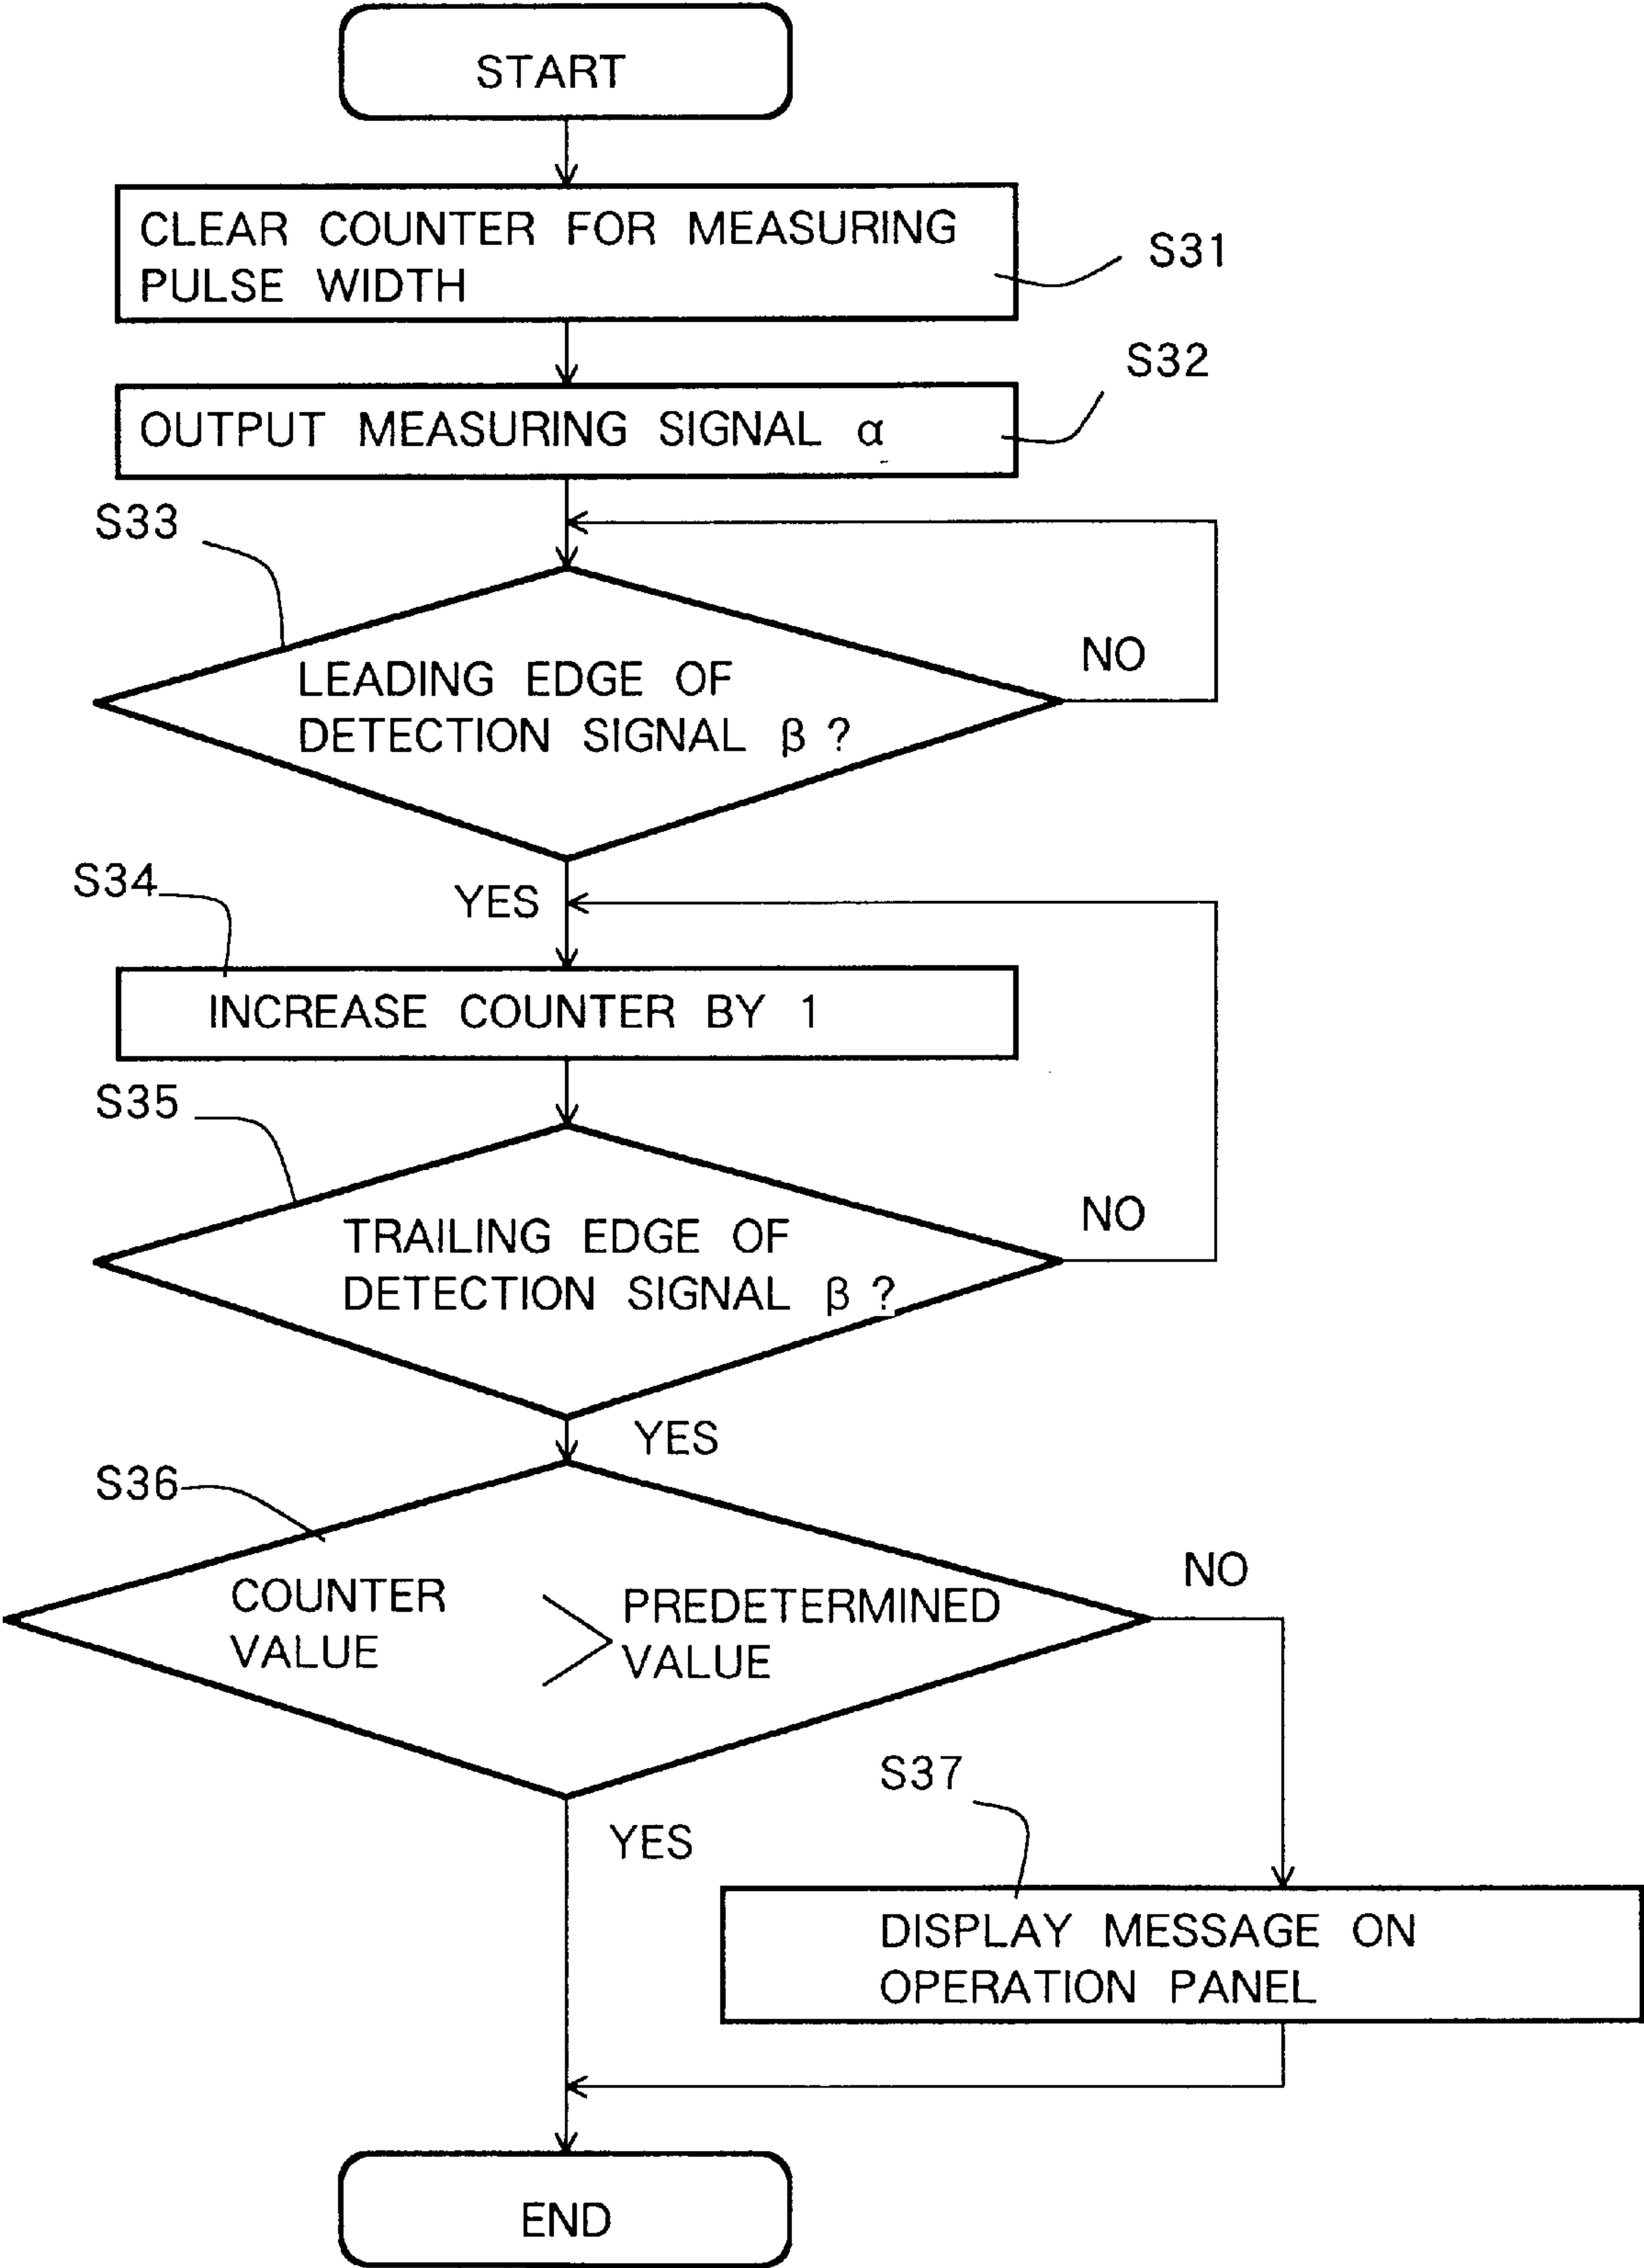 START
CLEAR COUNTER FOR MEASURING
PULSE WIDTH
S31
S32
OUTPUT MEASURING SIGNAL α
S33
LEADING EDGE OF
DETECTION SIGNAL β ?
NO
S34
YES
INCREASE COUNTER BY 1
S35
TRAILING EDGE OF
DETECTION SIGNAL β ?
NO
YES
S36
COUNTER
VALUE
>
PREDETERMINED
VALUE
NO
S37
YES
DISPLAY MESSAGE ON
OPERATION PANEL
END